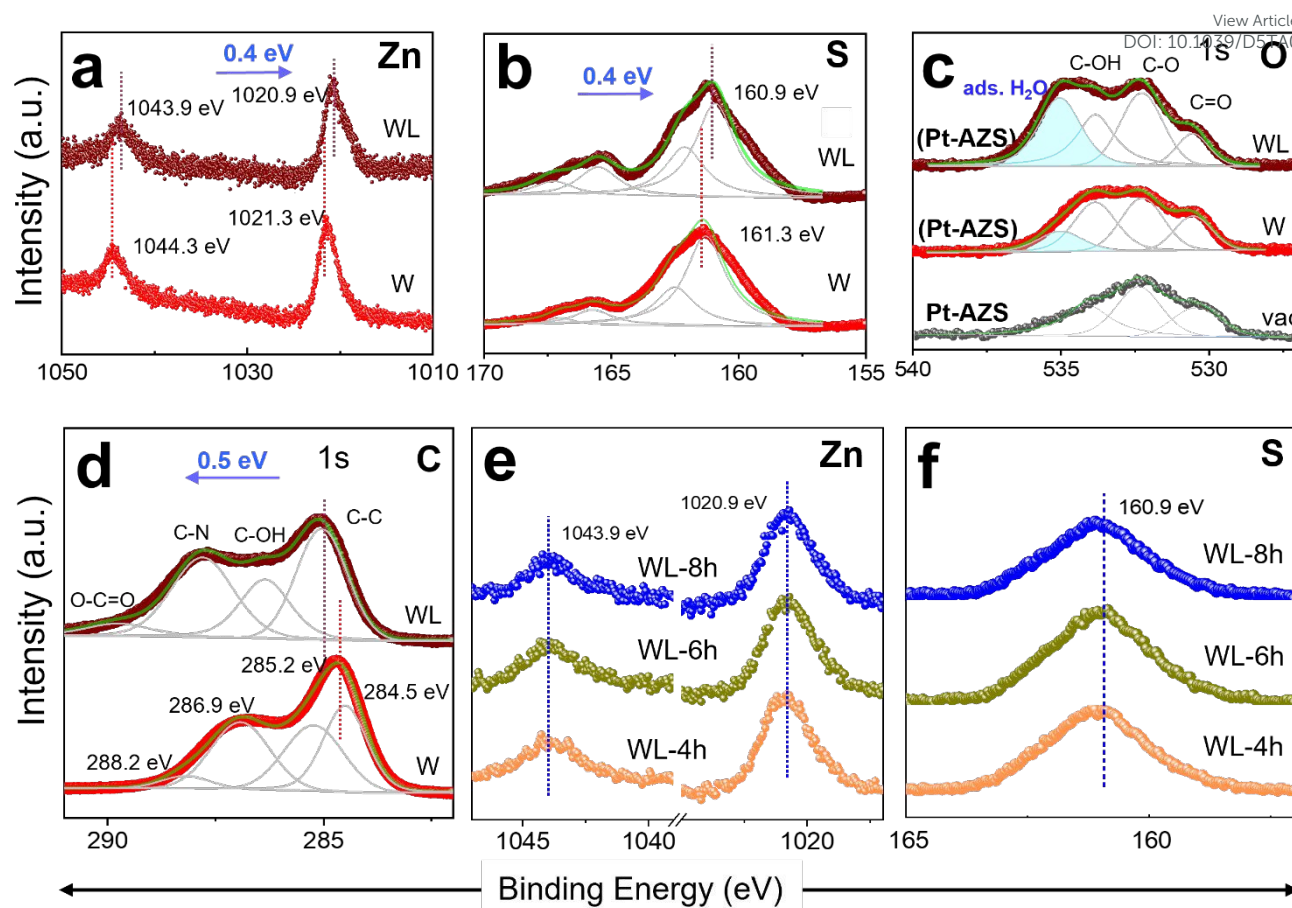 View Article
DOI: 10.1039/D5TA0
a
0.4 eV
Zn
1043.9 eV
1020.9 eV
WL
1021.3 eV
1044.3 eV
W
1050
1030
1010
b
0.4 eV
S
160.9 eV
WL
161.3 eV
W
170
165
160
155
c
1s
O
C-OH
C-O
ads. H₂O
C=O
(Pt-AZS)
WL
(Pt-AZS)
W
Pt-AZS
vac
540
535
530
Intensity (a.u.)
d
0.5 eV
1s
C
C-N
C-OH
C-C
O-C=O
WL
285.2 eV
284.5 eV
286.9 eV
288.2 eV
W
290
285
e
Zn
1043.9 eV
1020.9 eV
WL-8h
WL-6h
WL-4h
1044
1040
1020
f
S
160.9 eV
WL-8h
WL-6h
WL-4h
165
160
Intensity (a.u.)
Binding Energy (eV)